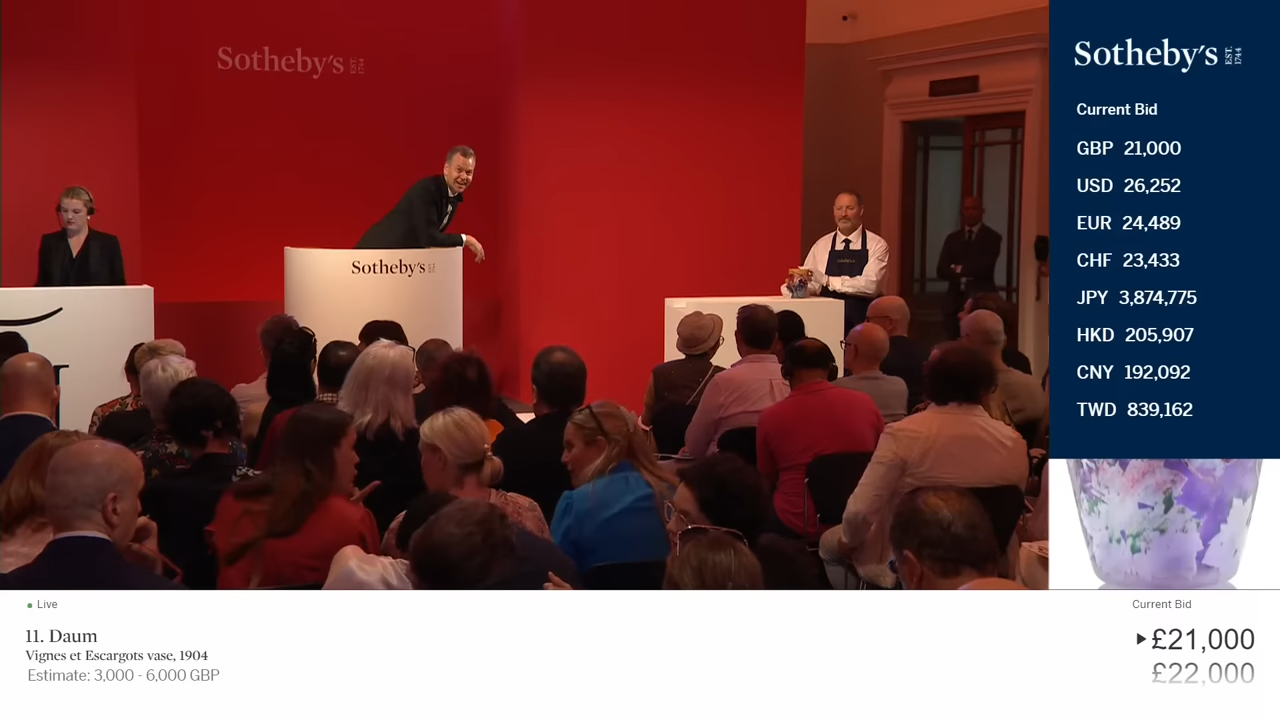 Sotheby's EST. 1744
Sotheby's
Sotheby's EST. 1744
Current Bid
GBP 21,000
USD 26,252
EUR 24,489
CHF 23,433
JPY 3,874,775
HKD 205,907
CNY 192,092
TWD 839,162
Live
11. Daum
Vignes et Escargots vase, 1904
Estimate: 3,000 - 6,000 GBP
Current Bid
£21,000
£22,000